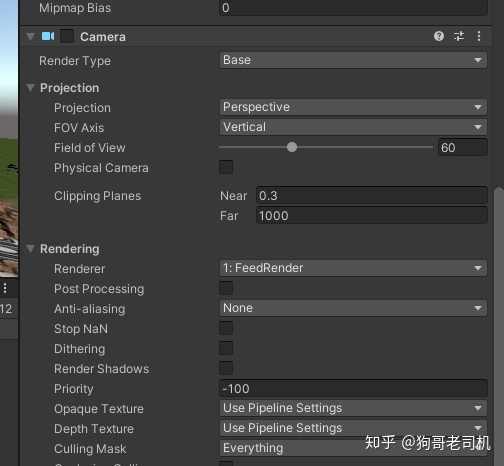 Mipmap Bias 0
Camera
Render Type Base
Projection
Projection Perspective
FOV Axis Vertical
Field of View 60
Physical Camera
Clipping Planes Near 0.3
Far 1000
Rendering
Renderer 1: FeedRender
Post Processing
12
Anti-aliasing None
Stop NaN
Dithering
Render Shadows
Priority -100
Opaque Texture Use Pipeline Settings
Depth Texture Use Pipeline Settings
Culling Mask Everything
知乎 @狗哥老司机